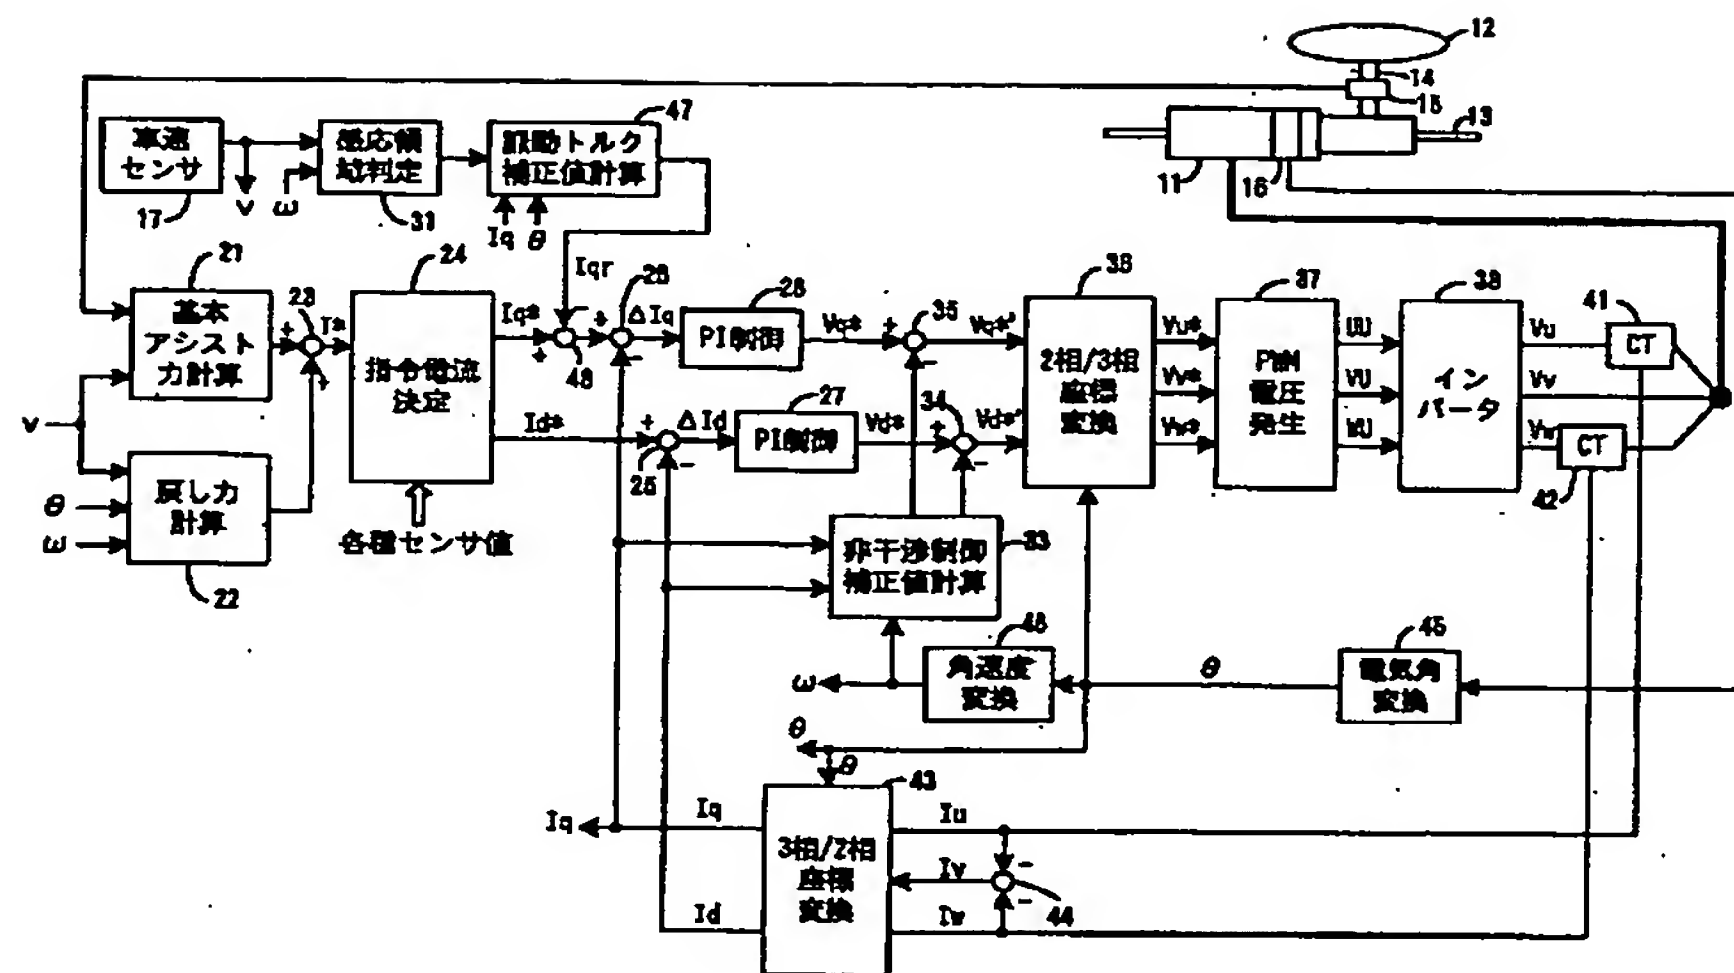 12
14
15
13
11
16
車速
センサ
17
v
ω
感応領
域判定
31
振動トルク
補正値計算
47
Iq θ
Iqr
21
基本
アシスト
力計算
23
I*
+
+
24
指令電流
決定
各種センサ値
v
θ
ω
戻し力
計算
22
Iq*
+
-
48
+
-
26
ΔIq
28
PI制御
Vq*
+
-
35
Vq*'
Id*
+
-
25
ΔId
27
PI制御
Vd*
+
-
34
Vd*'
36
2相/3相
座標
変換
Vu*
Vv*
Vw*
37
PWM
電圧
発生
UU
VU
WU
38
イン
バータ
Vu
Vv
Vw
41
CT
CT
42
非干渉制御
補正値計算
33
ω
46
角速度
変換
θ
45
電気角
変換
θ
θ
43
3相/2相
座標
変換
Iq
Iq
Id
Iu
Iv
Iw
-
-
44